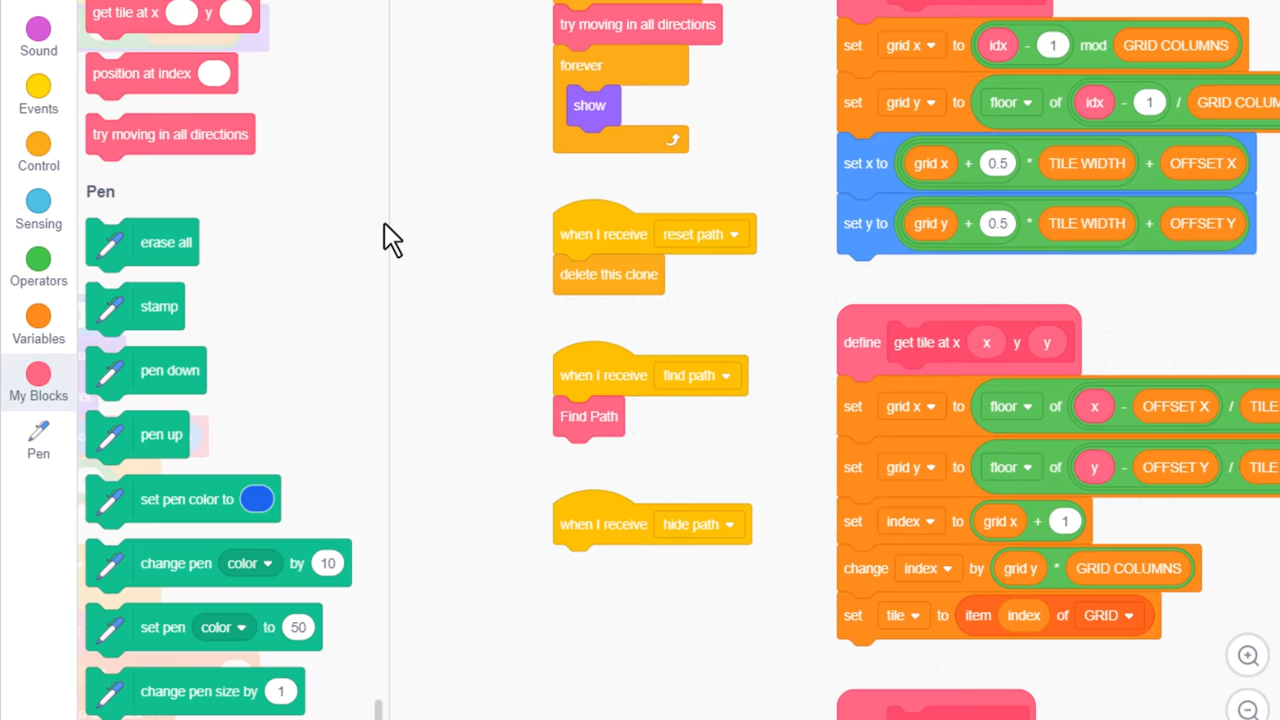 Sound
Events
Control
Sensing
Operators
Variables
My Blocks
Pen
get tile at x y
position at index
try moving in all directions
Pen
erase all
stamp
pen down
pen up
set pen color to
change pen color by 10
set pen color to 50
change pen size by 1
try moving in all directions
forever
show
when I receive reset path
delete this clone
when I receive find path
Find Path
when I receive hide path
set grid x to idx - 1 mod GRID COLUMNS
set grid y to floor of idx - 1 / GRID COLUM
set x to grid x + 0.5 * TILE WIDTH + OFFSET X
set y to grid y + 0.5 * TILE WIDTH + OFFSET Y
define get tile at x x y y
set grid x to floor of x - OFFSET X / TILE
set grid y to floor of y - OFFSET Y / TILE
set index to grid x + 1
change index by grid y * GRID COLUMNS
set tile to item index of GRID